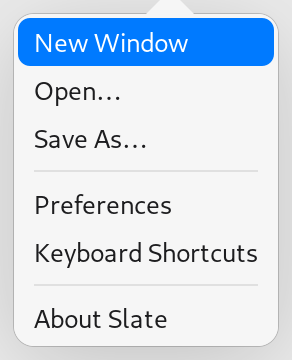 New Window
Open…
Save As…
Preferences
Keyboard Shortcuts
About Slate